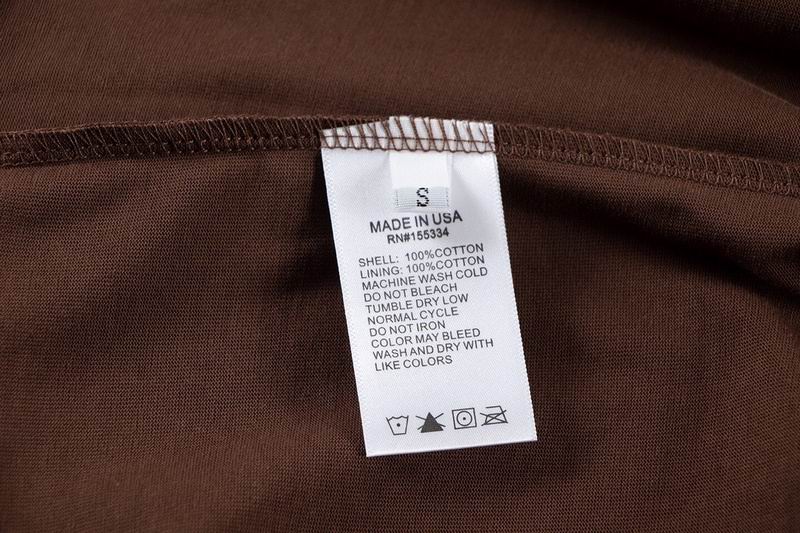 S
MADE IN USA
RN#155334
SHELL: 100%COTTON
LINING: 100%COTTON
MACHINE WASH COLD
DO NOT BLEACH
TUMBLE DRY LOW
NORMAL CYCLE
DO NOT IRON
COLOR MAY BLEED
WASH AND DRY WITH
LIKE COLORS